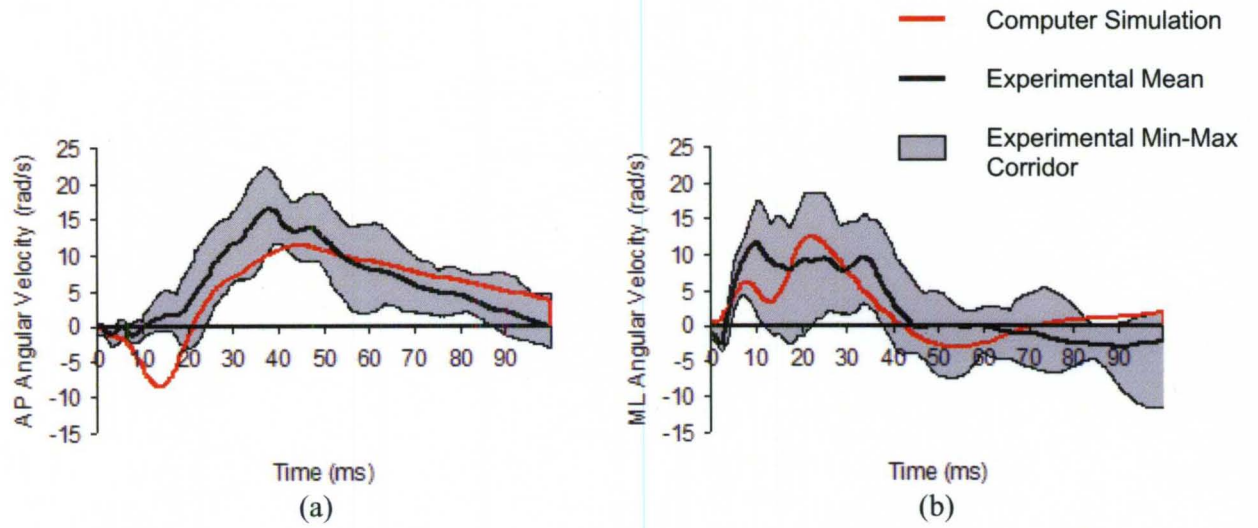 Computer Simulation
Experimental Mean
Experimental Min-Max
Corridor
AP Angular Velocity (rad/s)
25
20
15
10
5
0
-5
-10
-15
0 10 20 30 40 50 60 70 80 90
Time (ms)
(a)
ML Angular Velocity (rad/s)
25
20
15
10
5
0
-5
-10
-15
0 10 20 30 40 50 60 70 80 90
Time (ms)
(b)